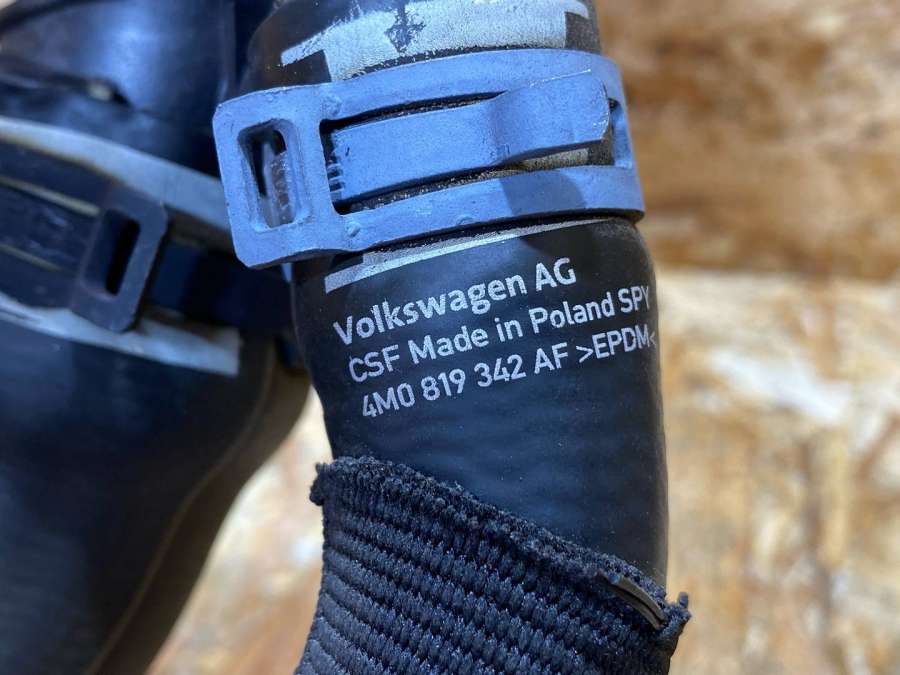 Volkswagen AG
CSF Made in Poland SPY
4M0 819 342 AF >EPDM<